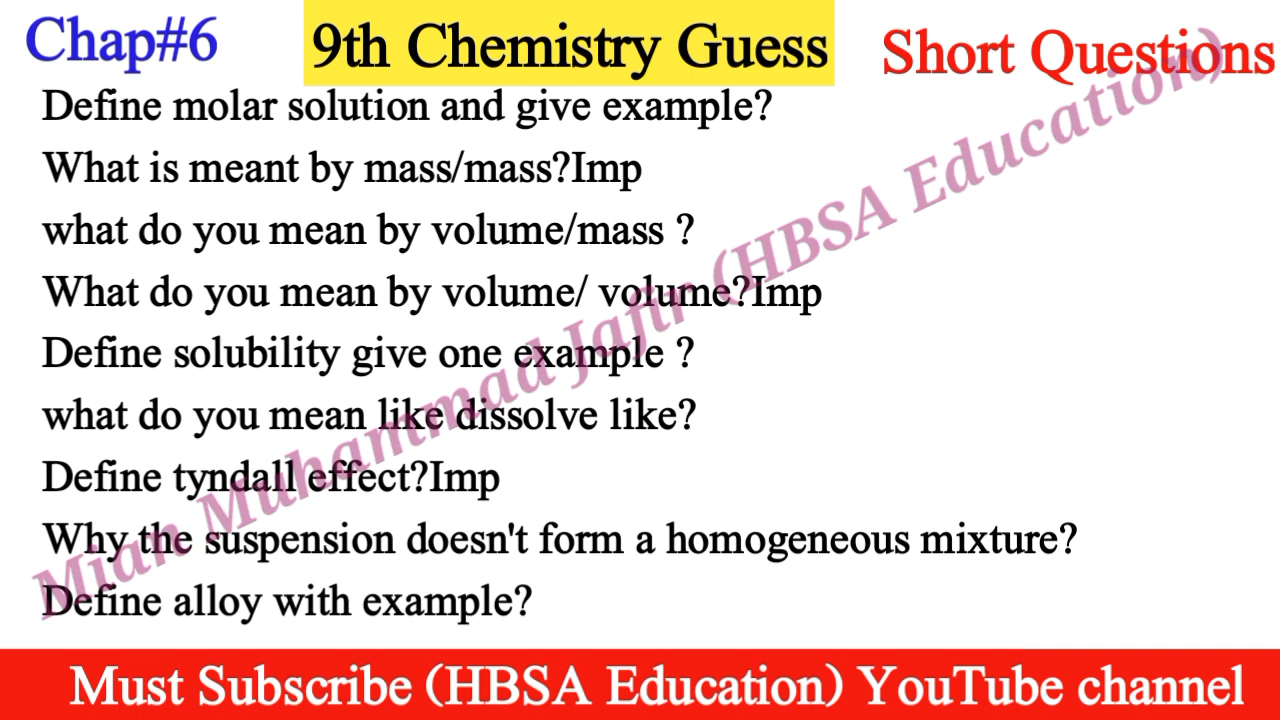 Chap#6 9th Chemistry Guess Short Questions
Define molar solution and give example?
What is meant by mass/mass?Imp
what do you mean by volume/mass ?
What do you mean by volume/ volume?Imp
Define solubility give one example ?
what do you mean like dissolve like?
Define tyndall effect?Imp
Why the suspension doesn't form a homogeneous mixture?
Define alloy with example?
Mian Muhammad Jafir (HBSA Education)
Must Subscribe (HBSA Education) YouTube channel